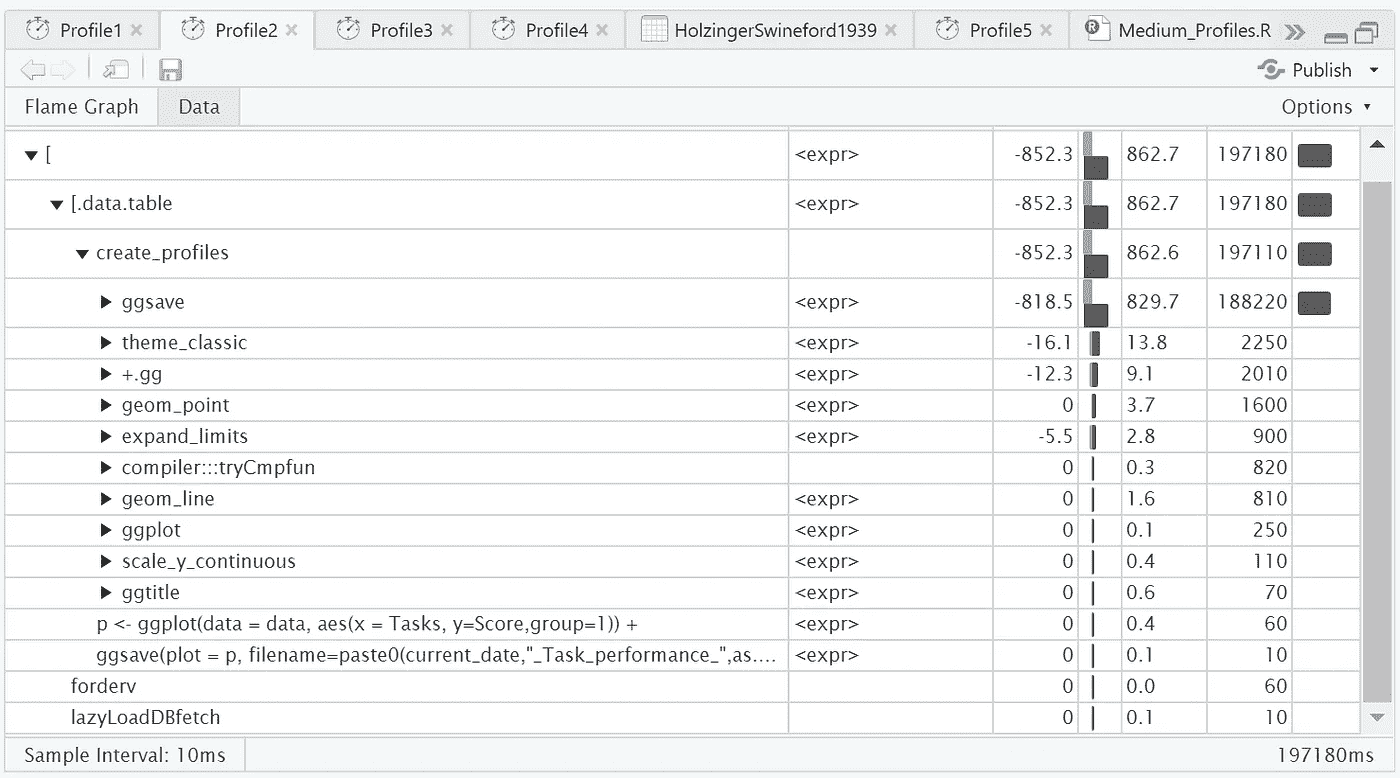 Profile1 × Profile2 × Profile3 × Profile4 × HolzingerSwineford1939 × Profile5 × Medium_Profiles.R »
Publish
Flame Graph Data Options
[ <expr> -852.3 862.7 197180
[.data.table <expr> -852.3 862.7 197180
create_profiles -852.3 862.6 197110
ggsave <expr> -818.5 829.7 188220
theme_classic <expr> -16.1 13.8 2250
+.gg <expr> -12.3 9.1 2010
geom_point <expr> 0 3.7 1600
expand_limits <expr> -5.5 2.8 900
compiler:::tryCmpfun 0 0.3 820
geom_line <expr> 0 1.6 810
ggplot <expr> 0 0.1 250
scale_y_continuous <expr> 0 0.4 110
ggtitle <expr> 0 0.6 70
p <- ggplot(data = data, aes(x = Tasks, y=Score,group=1)) + <expr> 0 0.4 60
ggsave(plot = p, filename=paste0(current_date,"_Task_performance_",as.... <expr> 0 0.1 10
forderv 0 0.0 60
lazyLoadDBfetch 0 0.1 10
Sample Interval: 10ms 197180ms